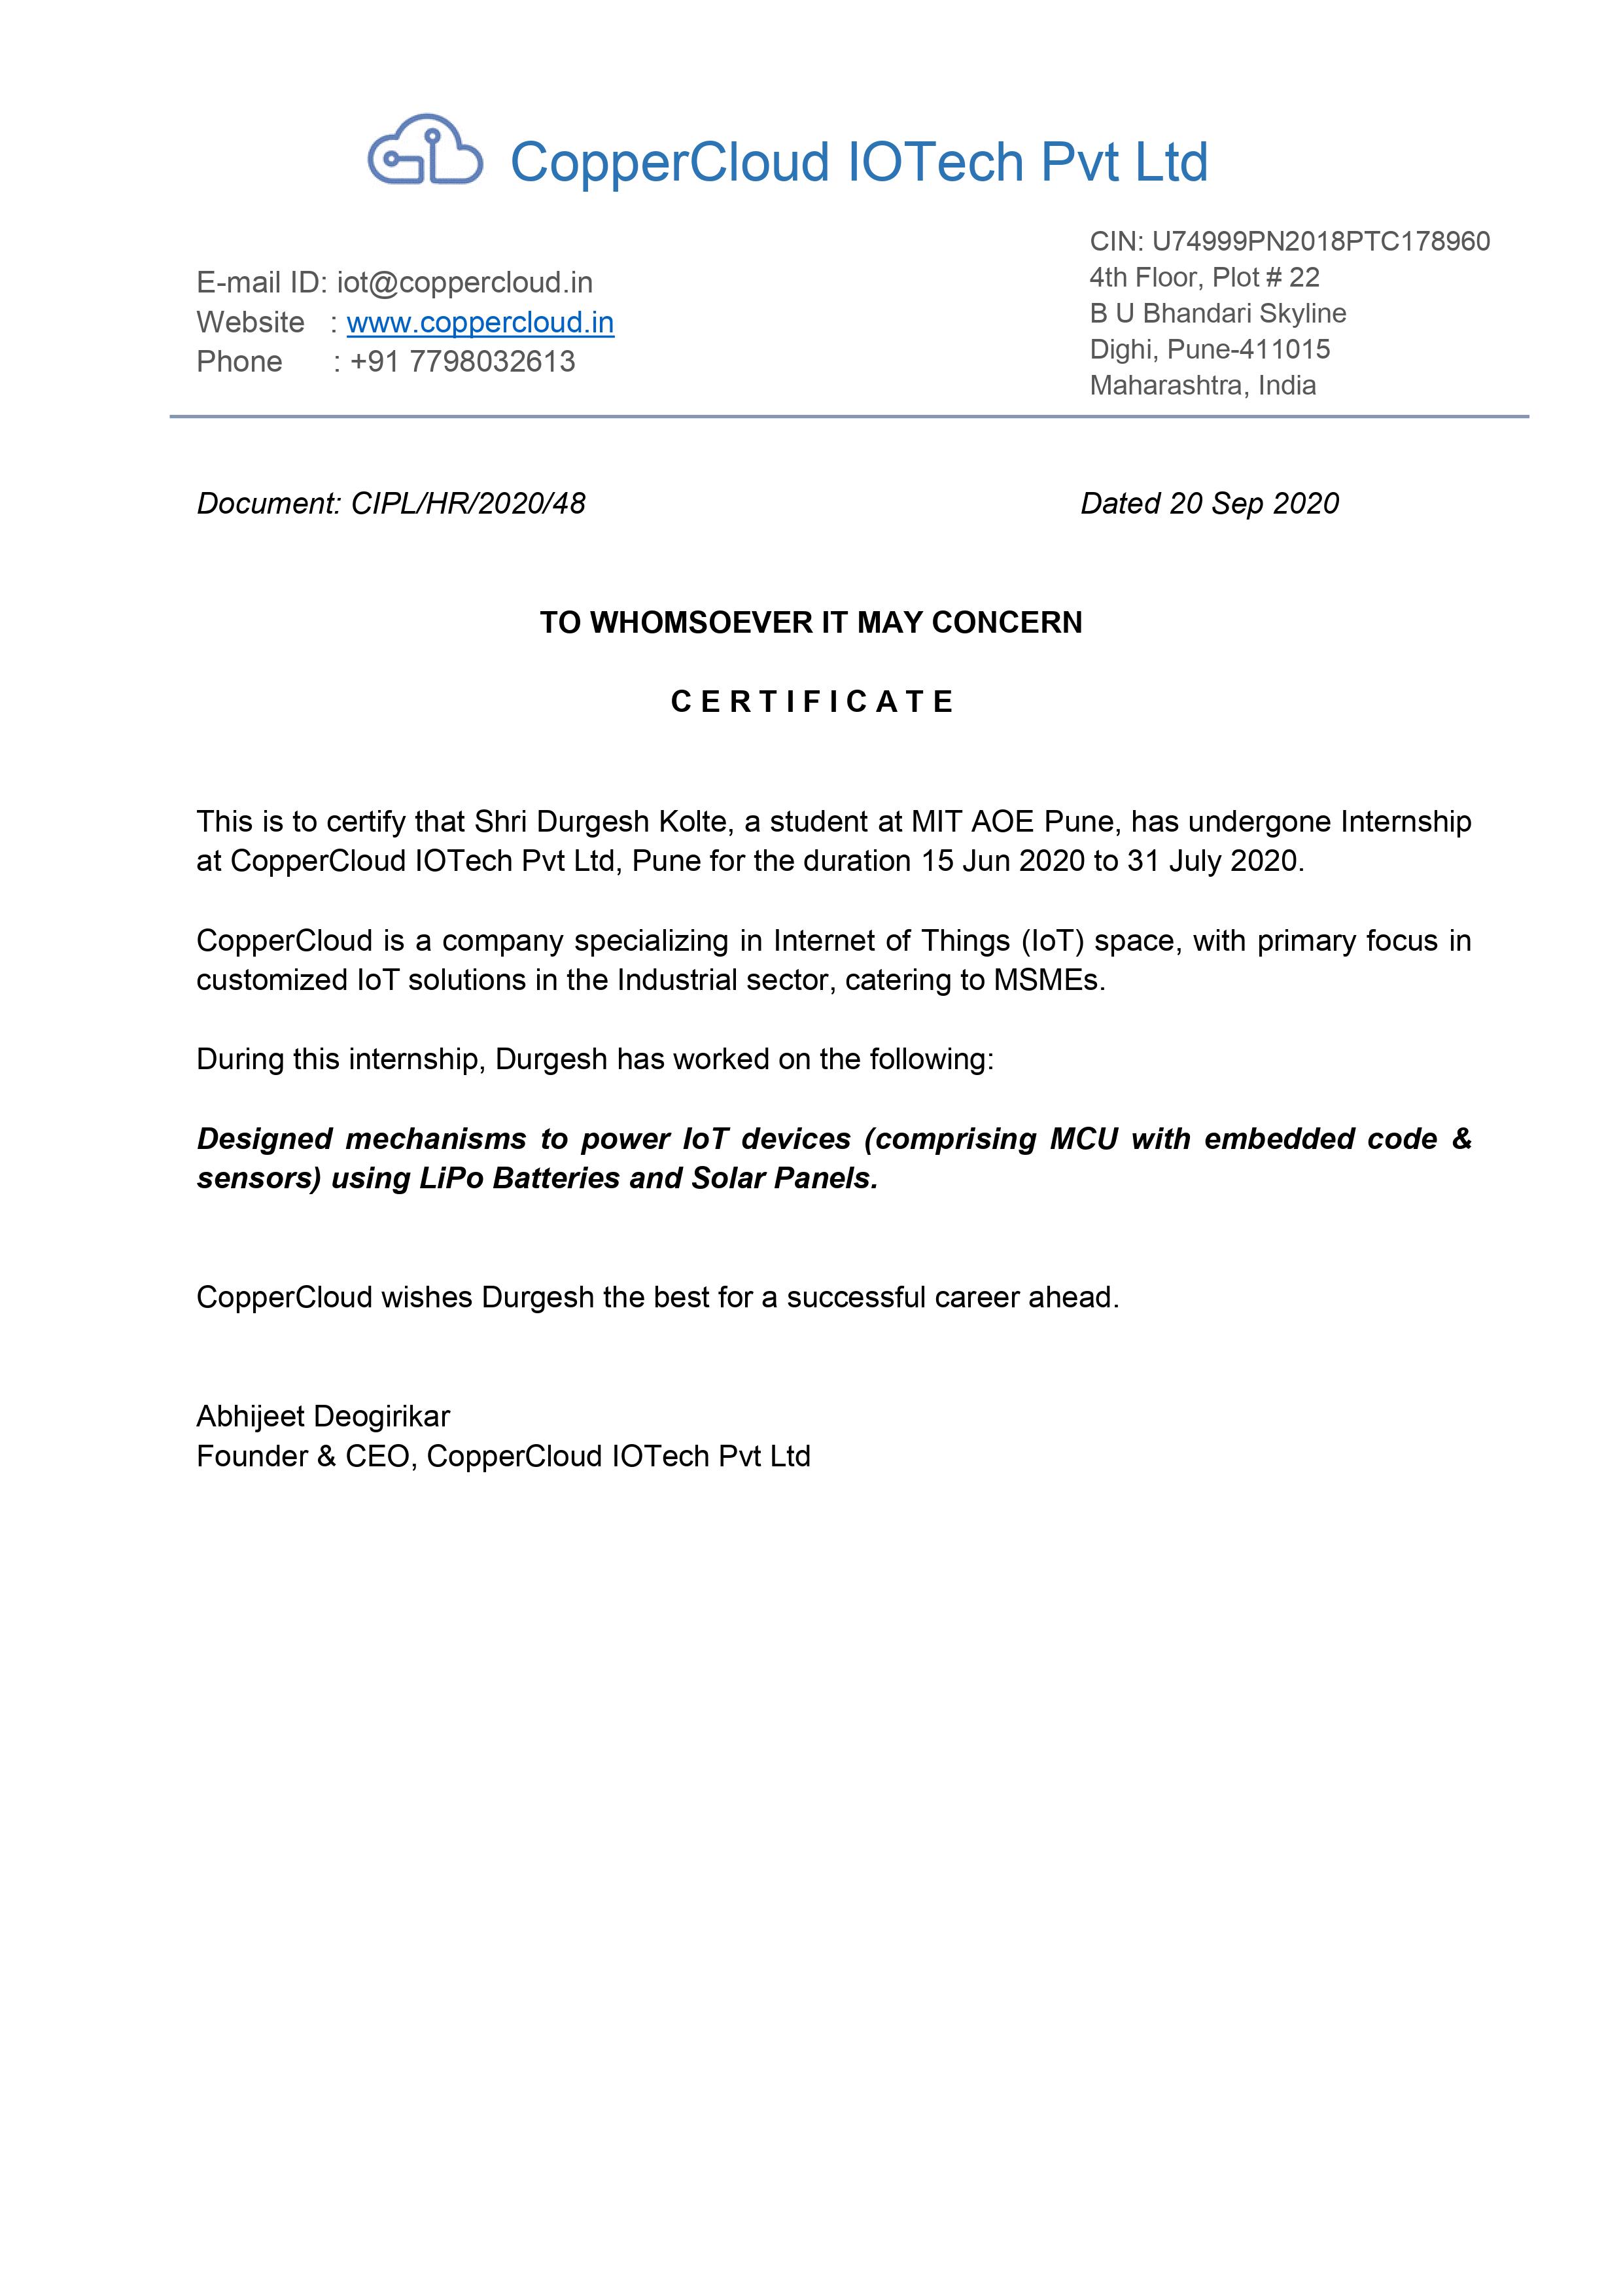 CopperCloud IOTech Pvt Ltd
E-mail ID: iot@coppercloud.in
Website : www.coppercloud.in
Phone : +91 7798032613
CIN: U74999PN2018PTC178960
4th Floor, Plot # 22
B U Bhandari Skyline
Dighi, Pune-411015
Maharashtra, India
Document: CIPL/HR/2020/48 Dated 20 Sep 2020
TO WHOMSOEVER IT MAY CONCERN
C E R T I F I C A T E
This is to certify that Shri Durgesh Kolte, a student at MIT AOE Pune, has undergone Internship
at CopperCloud IOTech Pvt Ltd, Pune for the duration 15 Jun 2020 to 31 July 2020.
CopperCloud is a company specializing in Internet of Things (IoT) space, with primary focus in
customized IoT solutions in the Industrial sector, catering to MSMEs.
During this internship, Durgesh has worked on the following:
Designed mechanisms to power IoT devices (comprising MCU with embedded code &
sensors) using LiPo Batteries and Solar Panels.
CopperCloud wishes Durgesh the best for a successful career ahead.
Abhijeet Deogirikar
Founder & CEO, CopperCloud IOTech Pvt Ltd